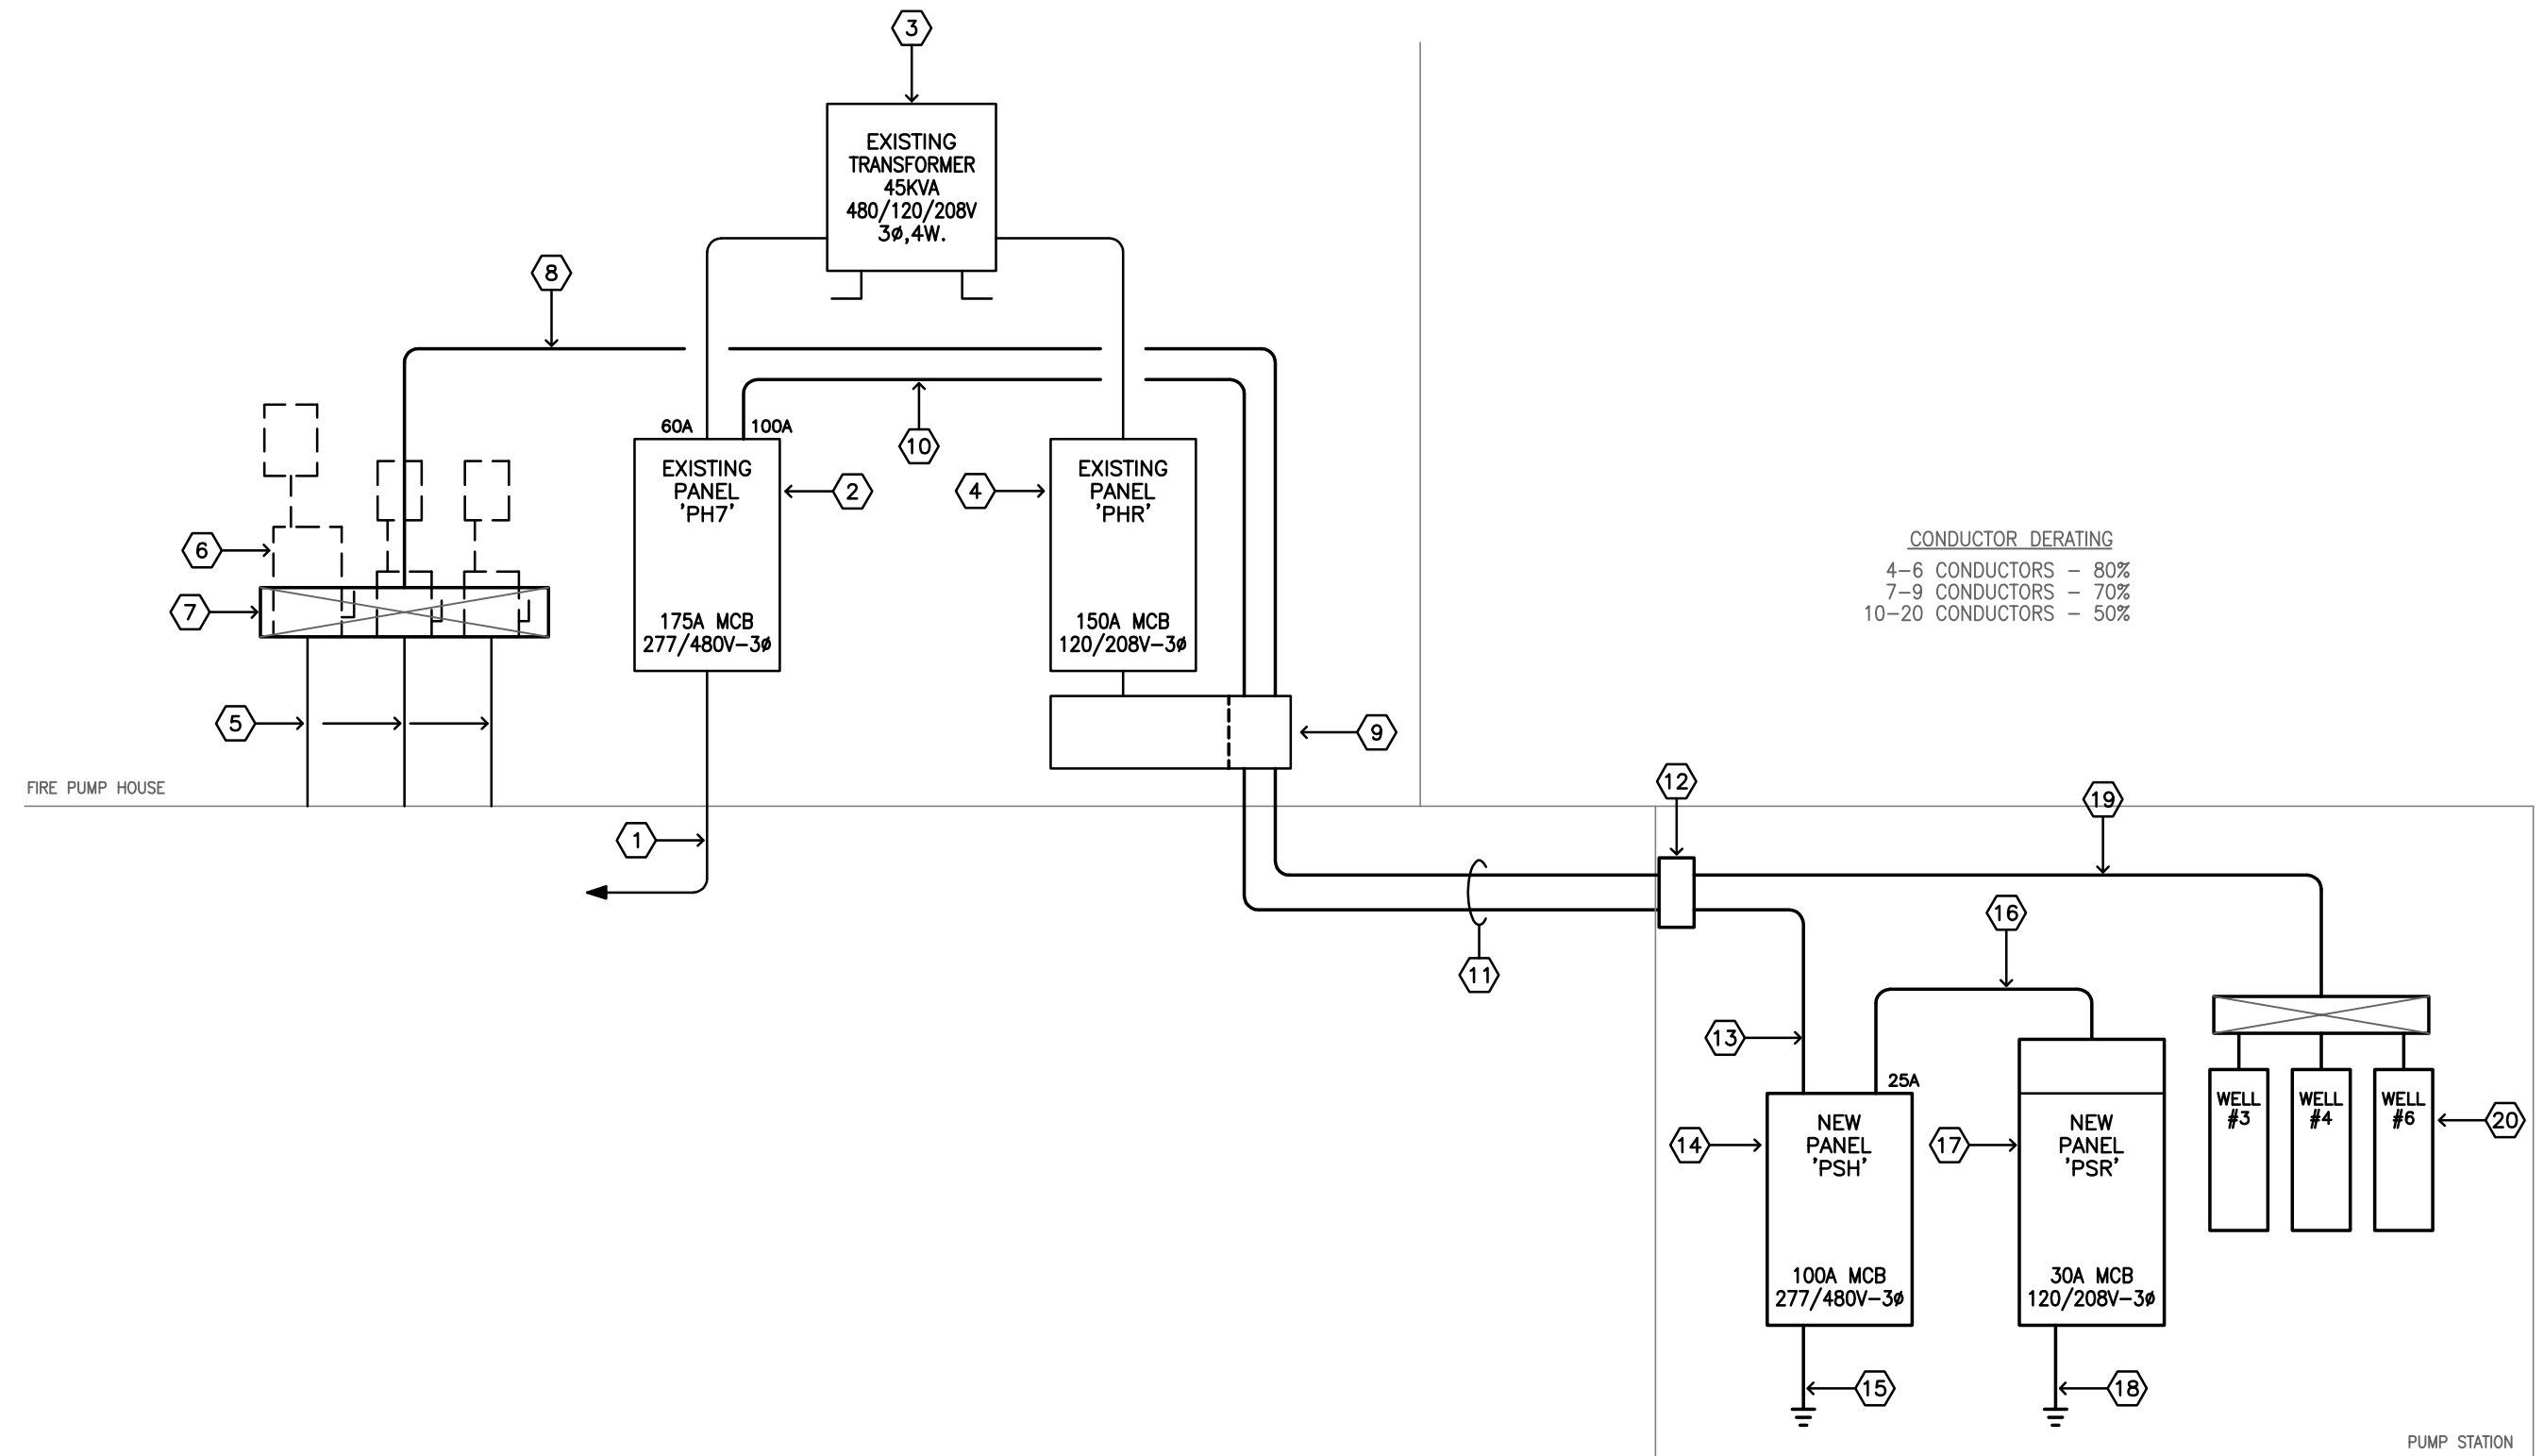 3
EXISTING
TRANSFORMER
45KVA
480/120/208V
3ø,4W.
8
60A
100A
10
EXISTING
PANEL
'PH7'
2
175A MCB
277/480V-3ø
4
EXISTING
PANEL
'PHR'
150A MCB
120/208V-3ø
6
7
5
9
FIRE PUMP HOUSE
1
CONDUCTOR DERATING
4-6 CONDUCTORS - 80%
7-9 CONDUCTORS - 70%
10-20 CONDUCTORS - 50%
12
19
11
16
13
25A
14
NEW
PANEL
'PSH'
100A MCB
277/480V-3ø
17
NEW
PANEL
'PSR'
30A MCB
120/208V-3ø
WELL
#3
WELL
#4
WELL
#6
20
15
18
PUMP STATION